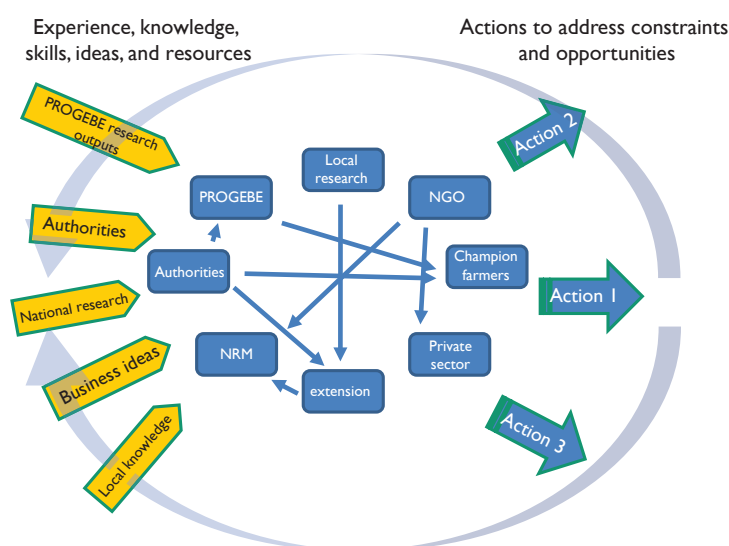 Experience, knowledge,
skills, ideas, and resources
Actions to address constraints
and opportunities
PROGEBE research
outputs
Authorities
National research
Business ideas
Local knowledge
Local
research
PROGEBE
NGO
Authorities
Champion
farmers
NRM
Private
sector
extension
Action 2
Action 1
Action 3